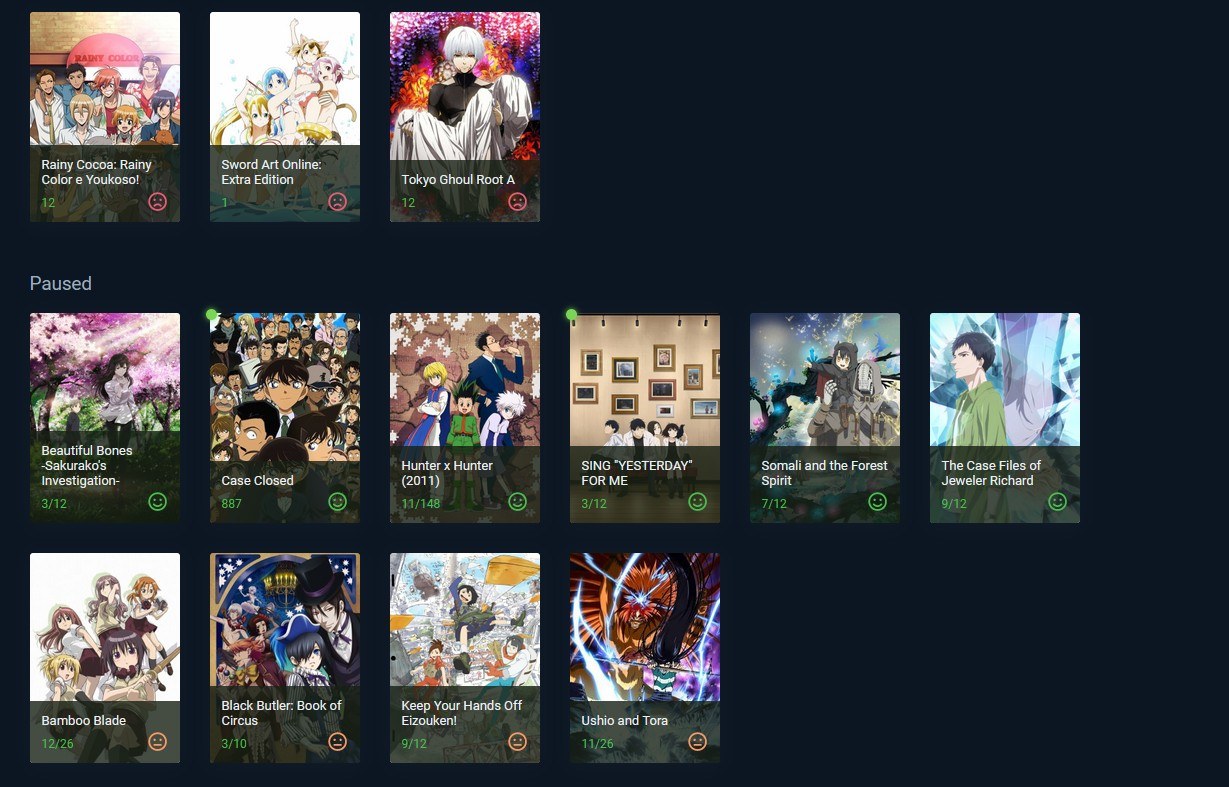 RAINY COLOR
Rainy Cocoa: Rainy
Color e Youkoso!
12
Sword Art Online:
Extra Edition
1
Tokyo Ghoul Root A
12
Paused
Beautiful Bones
-Sakurako's
Investigation-
3/12
Case Closed
887
Hunter x Hunter
(2011)
11/148
SING "YESTERDAY"
FOR ME
3/12
Somali and the Forest
Spirit
7/12
The Case Files of
Jeweler Richard
9/12
Bamboo Blade
12/26
Black Butler: Book of
Circus
3/10
Keep Your Hands Off
Eizouken!
9/12
Ushio and Tora
11/26